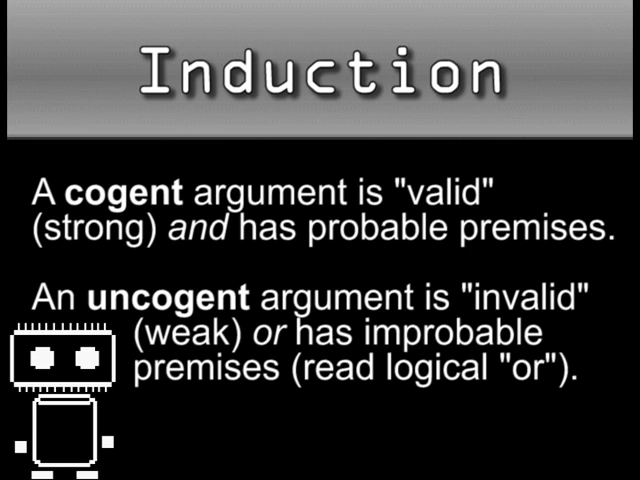 Induction
A cogent argument is "valid"
(strong) and has probable premises.
An uncogent argument is "invalid"
(weak) or has improbable
premises (read logical "or").